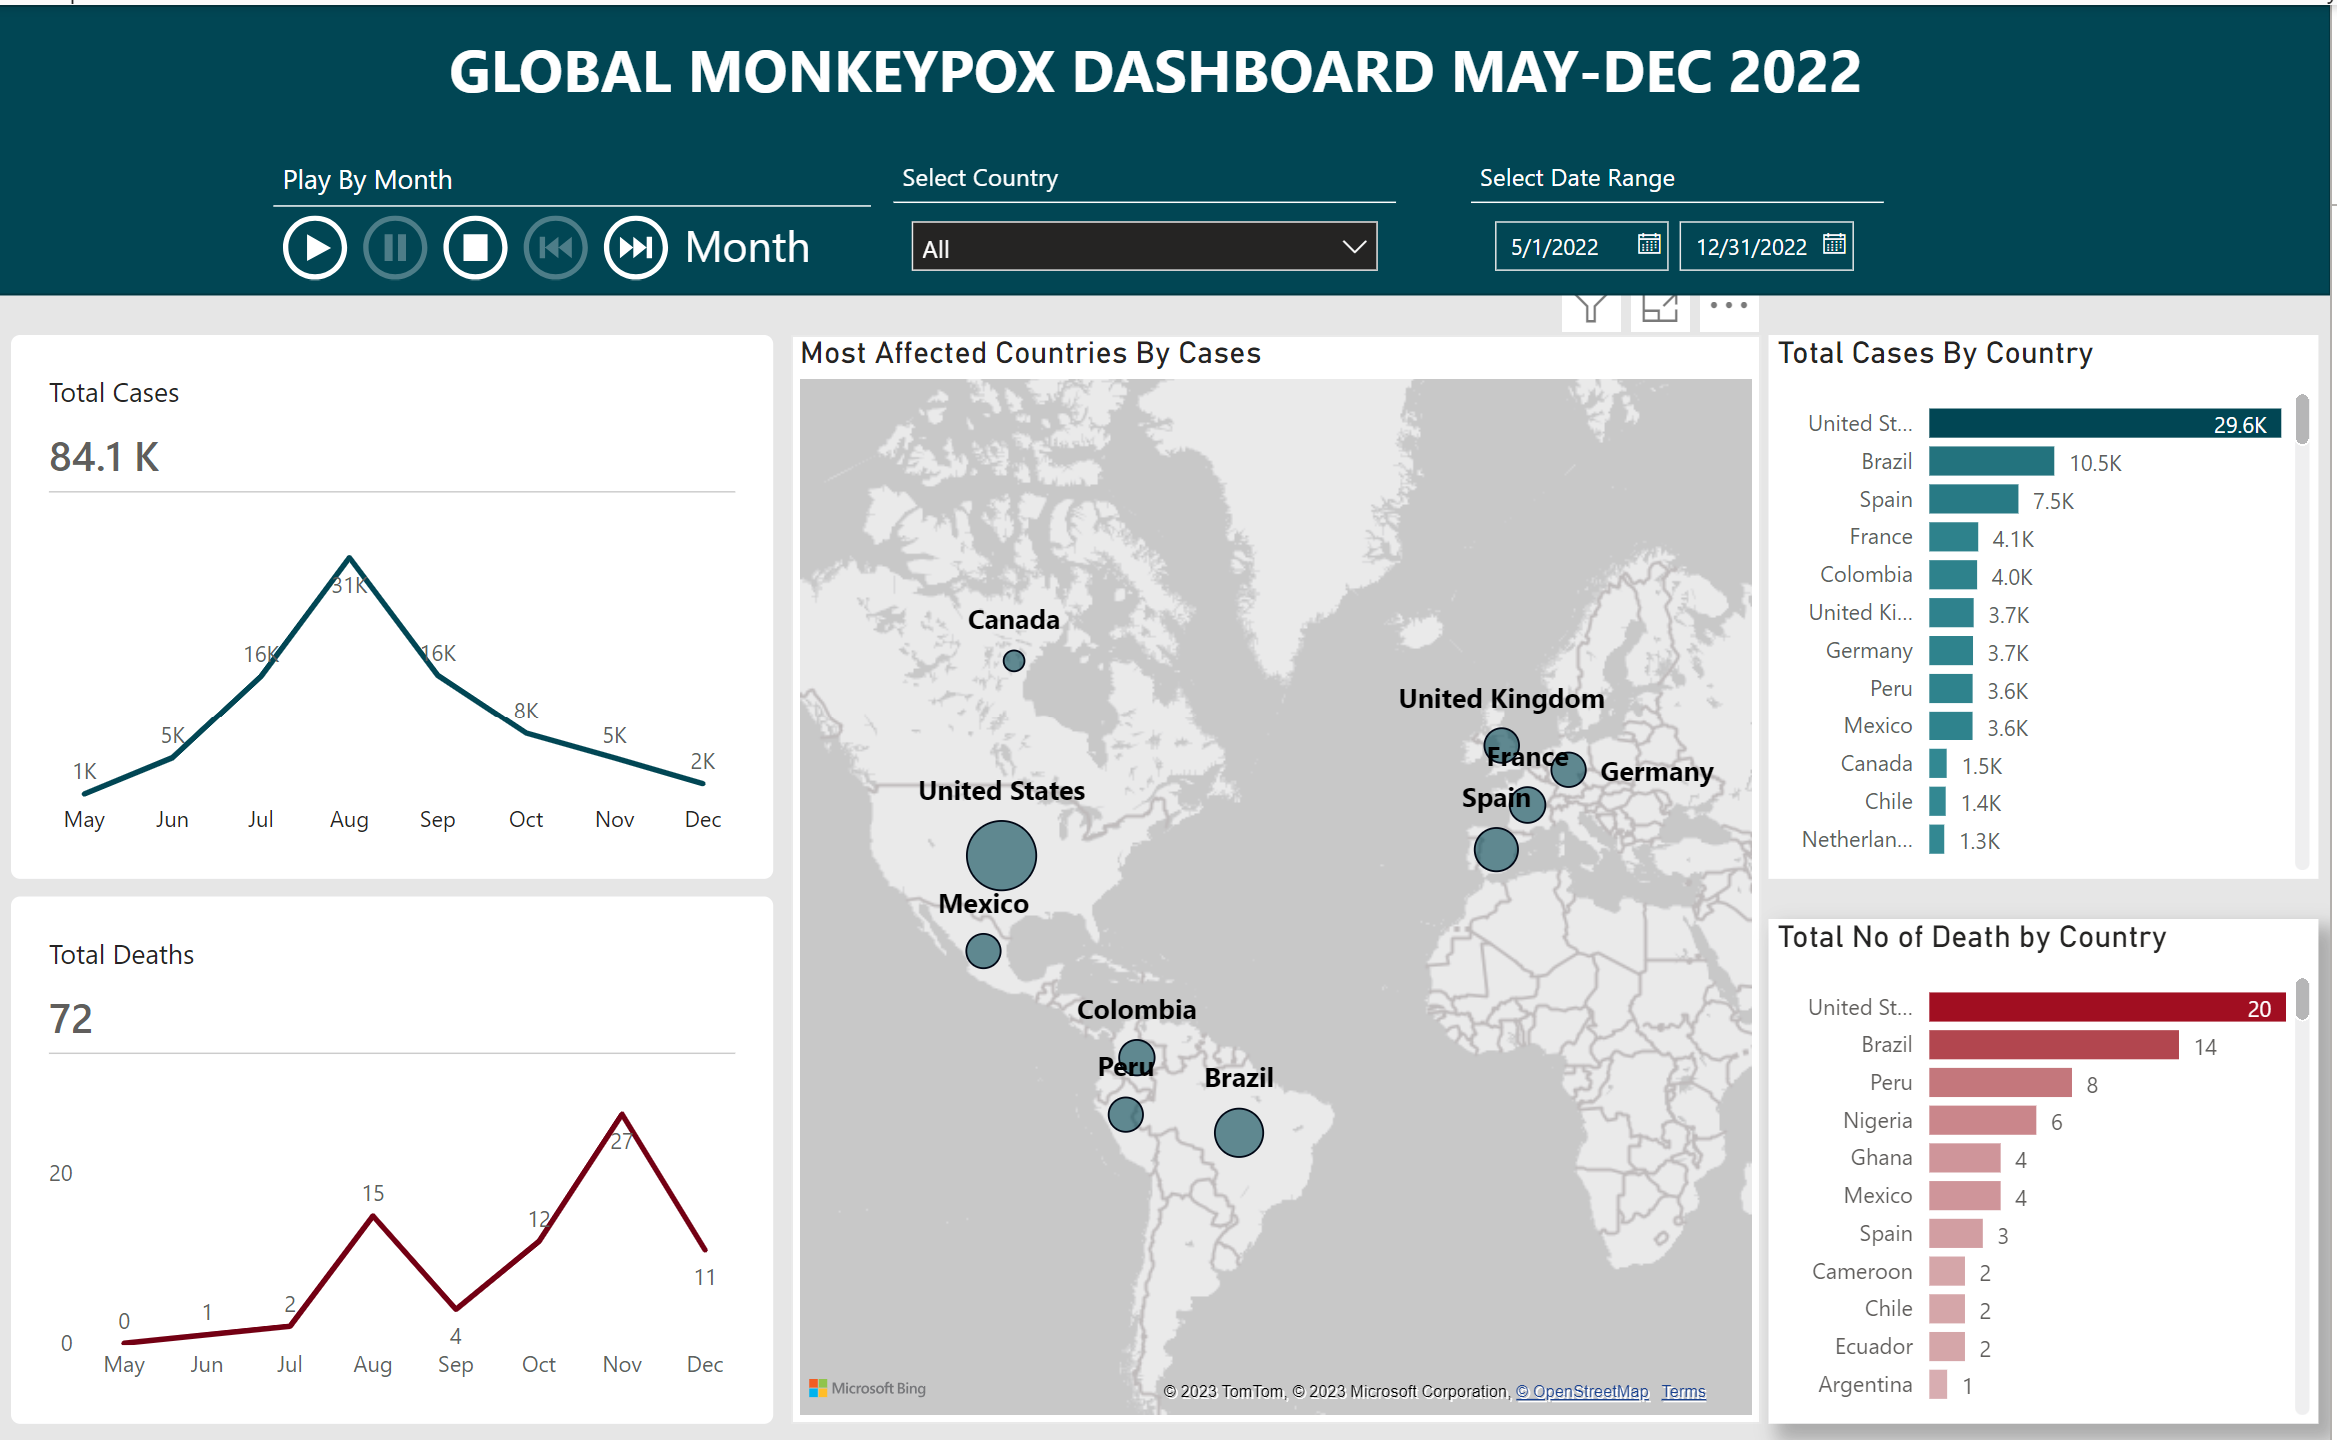 GLOBAL MONKEYPOX DASHBOARD MAY-DEC 2022
Play By Month
Month
Select Country
All
Select Date Range
5/1/2022
12/31/2022
Total Cases
84.1 K
1K
5K
16K
31K
16K
8K
5K
2K
May
Jun
Jul
Aug
Sep
Oct
Nov
Dec
Total Deaths
72
20
0
0
1
2
15
4
12
27
11
May
Jun
Jul
Aug
Sep
Oct
Nov
Dec
Most Affected Countries By Cases
Canada
United Kingdom
France
Germany
Spain
United States
Mexico
Colombia
Peru
Brazil
Microsoft Bing
© 2023 TomTom, © 2023 Microsoft Corporation, © OpenStreetMap Terms
Total Cases By Country
United St... 29.6K
Brazil 10.5K
Spain 7.5K
France 4.1K
Colombia 4.0K
United Ki... 3.7K
Germany 3.7K
Peru 3.6K
Mexico 3.6K
Canada 1.5K
Chile 1.4K
Netherlan... 1.3K
Total No of Death by Country
United St... 20
Brazil 14
Peru 8
Nigeria 6
Ghana 4
Mexico 4
Spain 3
Cameroon 2
Chile 2
Ecuador 2
Argentina 1